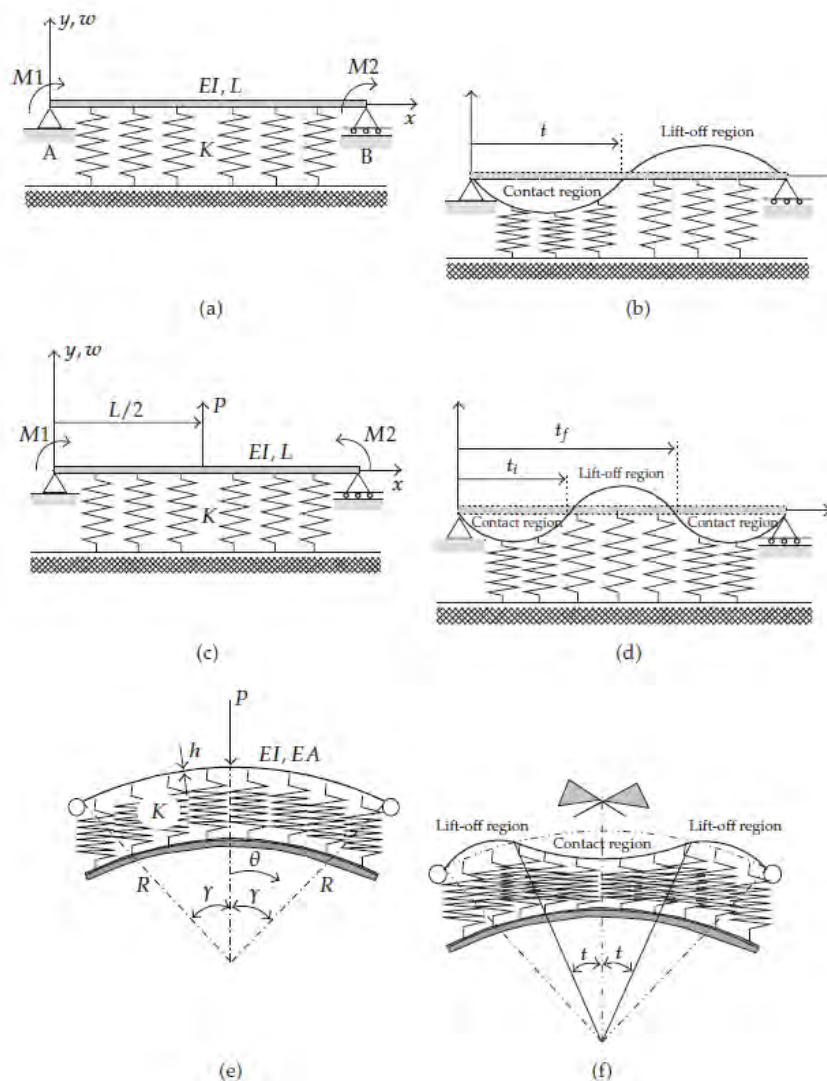 y, w
M1
M2
EI, L
x
A
K
B
(a)
t
Lift-off region
Contact region
(b)
y, w
L/2
P
M1
M2
EI, L
x
K
(c)
t_f
t_i
Lift-off region
Contact region
Contact region
(d)
P
h
EI, EA
K
θ
R
R
γ
γ
(e)
Lift-off region
Contact region
Lift-off region
t
t
(f)